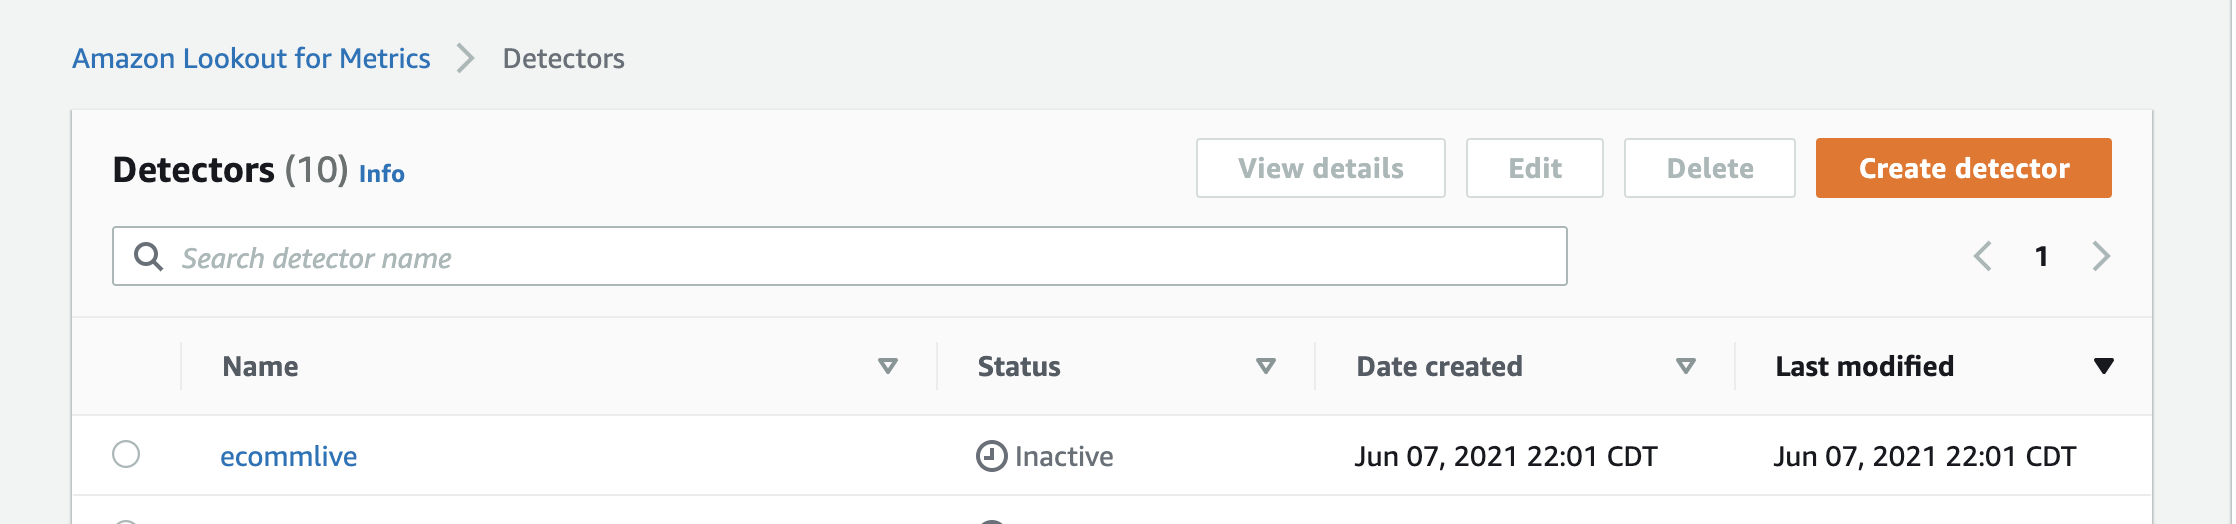 Amazon Lookout for Metrics > Detectors
Detectors (10) Info View details Edit Delete Create detector
Search detector name 1
Name Status Date created Last modified
ecommlive Inactive Jun 07, 2021 22:01 CDT Jun 07, 2021 22:01 CDT